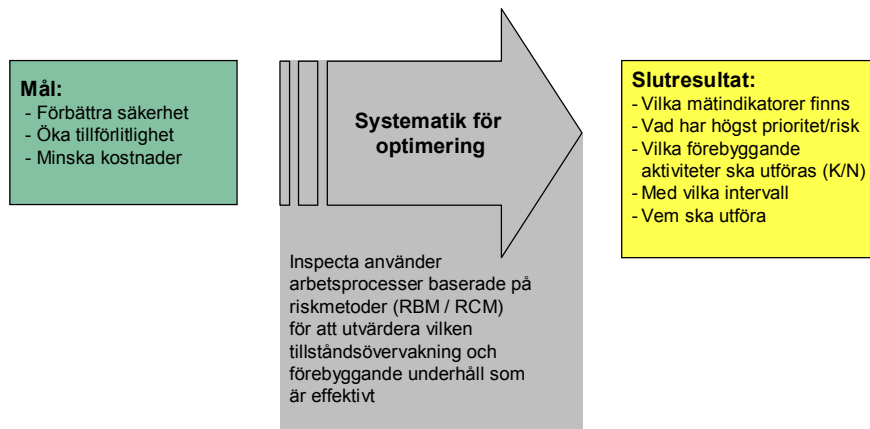 Mål:
- Förbättra säkerhet
- Öka tillförlitlighet
- Minska kostnader
Systematik för
optimering
Inspecta använder
arbetsprocesser baserade på
riskmetoder (RBM / RCM)
för att utvärdera vilken
tillståndsövervakning och
förebyggande underhåll som
är effektivt
Slutresultat:
- Vilka mätindikatorer finns
- Vad har högst prioritet/risk
- Vilka förebyggande
aktiviteter ska utföras (K/N)
- Med vilka intervall
- Vem ska utföra